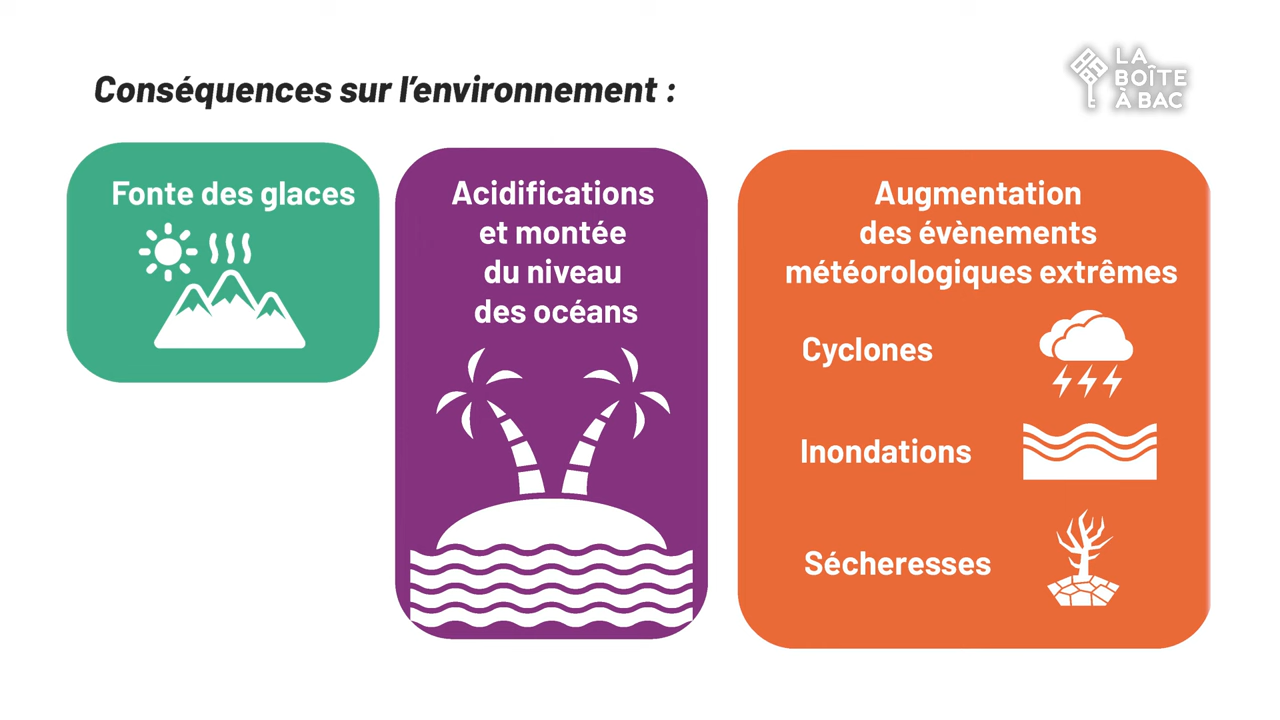 Conséquences sur l'environnement :
LA
BOÎTE
À BAC
Fonte des glaces
Acidifications
et montée
du niveau
des océans
Augmentation
des évènements
météorologiques extrêmes
Cyclones
Inondations
Sécheresses